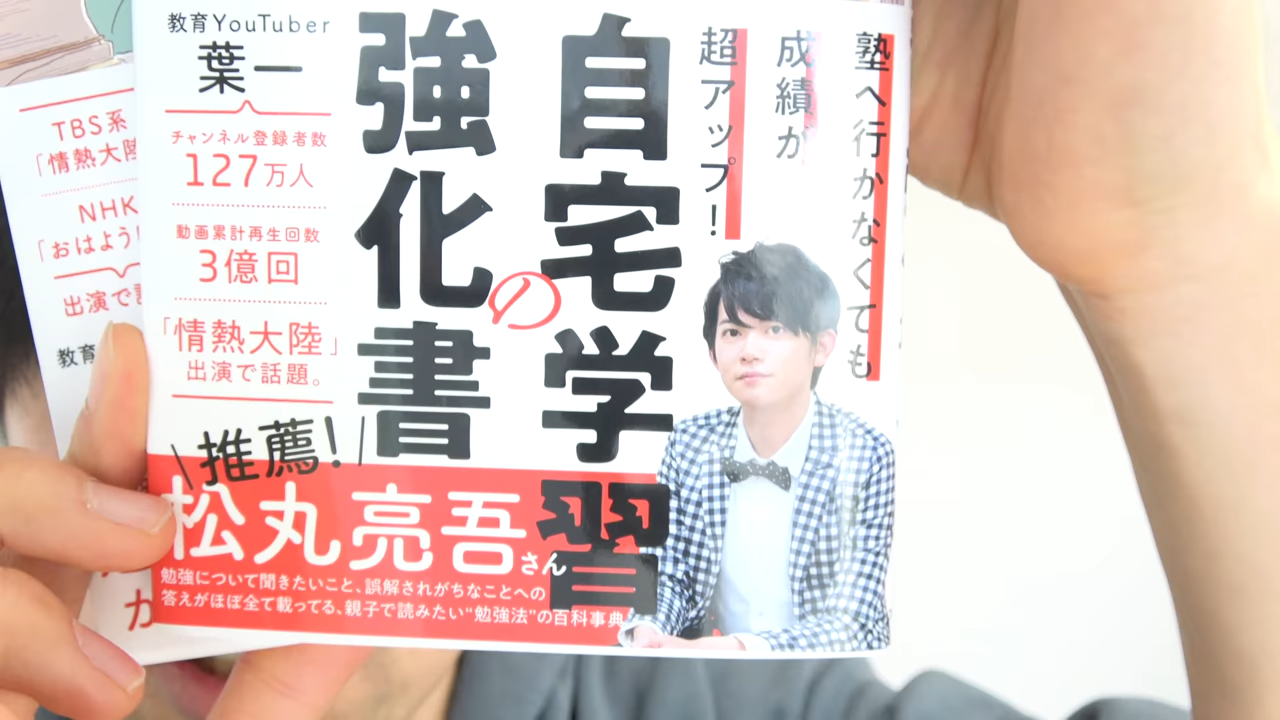 塾へ行かなくても
成績が
超アップ!
自宅学習
の
強化書
教育YouTuber
葉一
チャンネル登録者数
127万人
動画累計再生回数
3億回
「情熱大陸」
出演で話題。
推薦!
松丸亮吾さん
勉強について聞きたいこと、誤解されがちなことへの
答えがほぼ全て載ってる、親子で読みたい“勉強法”の百科事典
TBS系
「情熱大陸
NHK
「おはよう
出演で
教育
か